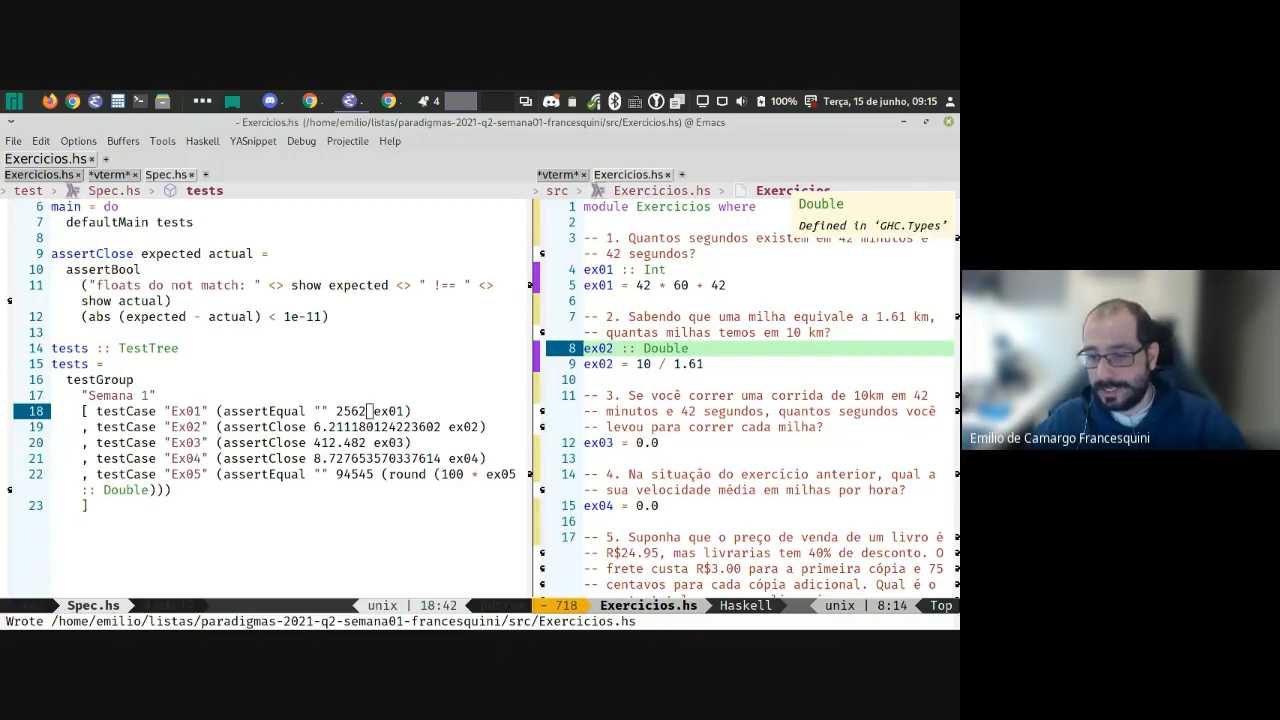 4
100%
Terça, 15 de junho, 09:15
- Exercicios.hs (/home/emilio/listas/paradigmas-2021-q2-semana01-francesquini/src/Exercicios.hs) @ Emacs
File Edit Options Buffers Tools Haskell YASnippet Debug Projectile Help
Exercicios.hs × +
Exercicios.hs× *vterm*× Spec.hs× +
test > Spec.hs > tests
6 main = do
7 defaultMain tests
8
9 assertClose expected actual =
10 assertBool
11 ("floats do not match: " <> show expected <> " !== " <>
show actual)
12 (abs (expected - actual) < 1e-11)
13
14 tests :: TestTree
15 tests =
16 testGroup
17 "Semana 1"
18 [ testCase "Ex01" (assertEqual "" 2562 ex01)
19 , testCase "Ex02" (assertClose 6.211180124223602 ex02)
20 , testCase "Ex03" (assertClose 412.482 ex03)
21 , testCase "Ex04" (assertClose 8.727653570337614 ex04)
22 , testCase "Ex05" (assertEqual "" 94545 (round (100 * ex05
:: Double)))
23 ]
Spec.hs unix | 18:42
*vterm*× Exercicios.hs× +
> src > Exercicios.hs > Exercicios
Double
Defined in ‘GHC.Types’
1 module Exercicios where
2
3 -- 1. Quantos segundos existem em 42 minutos e
-- 42 segundos?
4 ex01 :: Int
5 ex01 = 42 * 60 + 42
6
7 -- 2. Sabendo que uma milha equivale a 1.61 km,
-- quantas milhas temos em 10 km?
8 ex02 :: Double
9 ex02 = 10 / 1.61
10
11 -- 3. Se você correr uma corrida de 10km em 42
-- minutos e 42 segundos, quantos segundos você
-- levou para correr cada milha?
12 ex03 = 0.0
13
14 -- 4. Na situação do exercício anterior, qual a
-- sua velocidade média em milhas por hora?
15 ex04 = 0.0
16
17 -- 5. Suponha que o preço de venda de um livro é
-- R$24.95, mas livrarias tem 40% de desconto. O
-- frete custa R$3.00 para a primeira cópia e 75
-- centavos para cada cópia adicional. Qual é o
- 718 Exercicios.hs > Haskell unix | 8:14 Top
Wrote /home/emilio/listas/paradigmas-2021-q2-semana01-francesquini/src/Exercicios.hs
Emilio de Camargo Francesquini